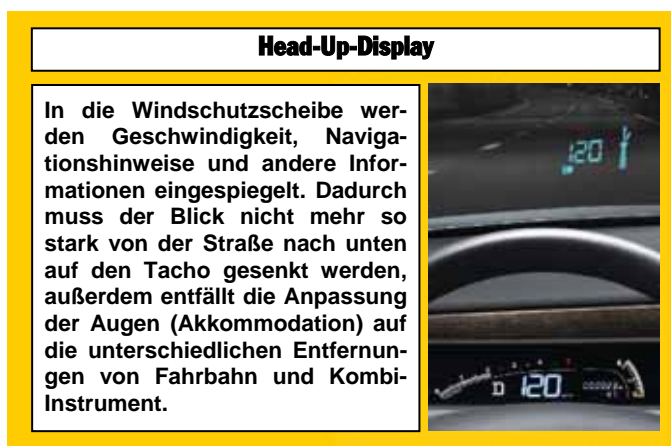 Head-Up-Display
In die Windschutzscheibe wer-
den Geschwindigkeit, Naviga-
tionshinweise und andere Infor-
mationen eingespiegelt. Dadurch
muss der Blick nicht mehr so
stark von der Straße nach unten
auf den Tacho gesenkt werden,
außerdem entfällt die Anpassung
der Augen (Akkommodation) auf
die unterschiedlichen Entfernun-
gen von Fahrbahn und Kombi-
Instrument.
120
D 120